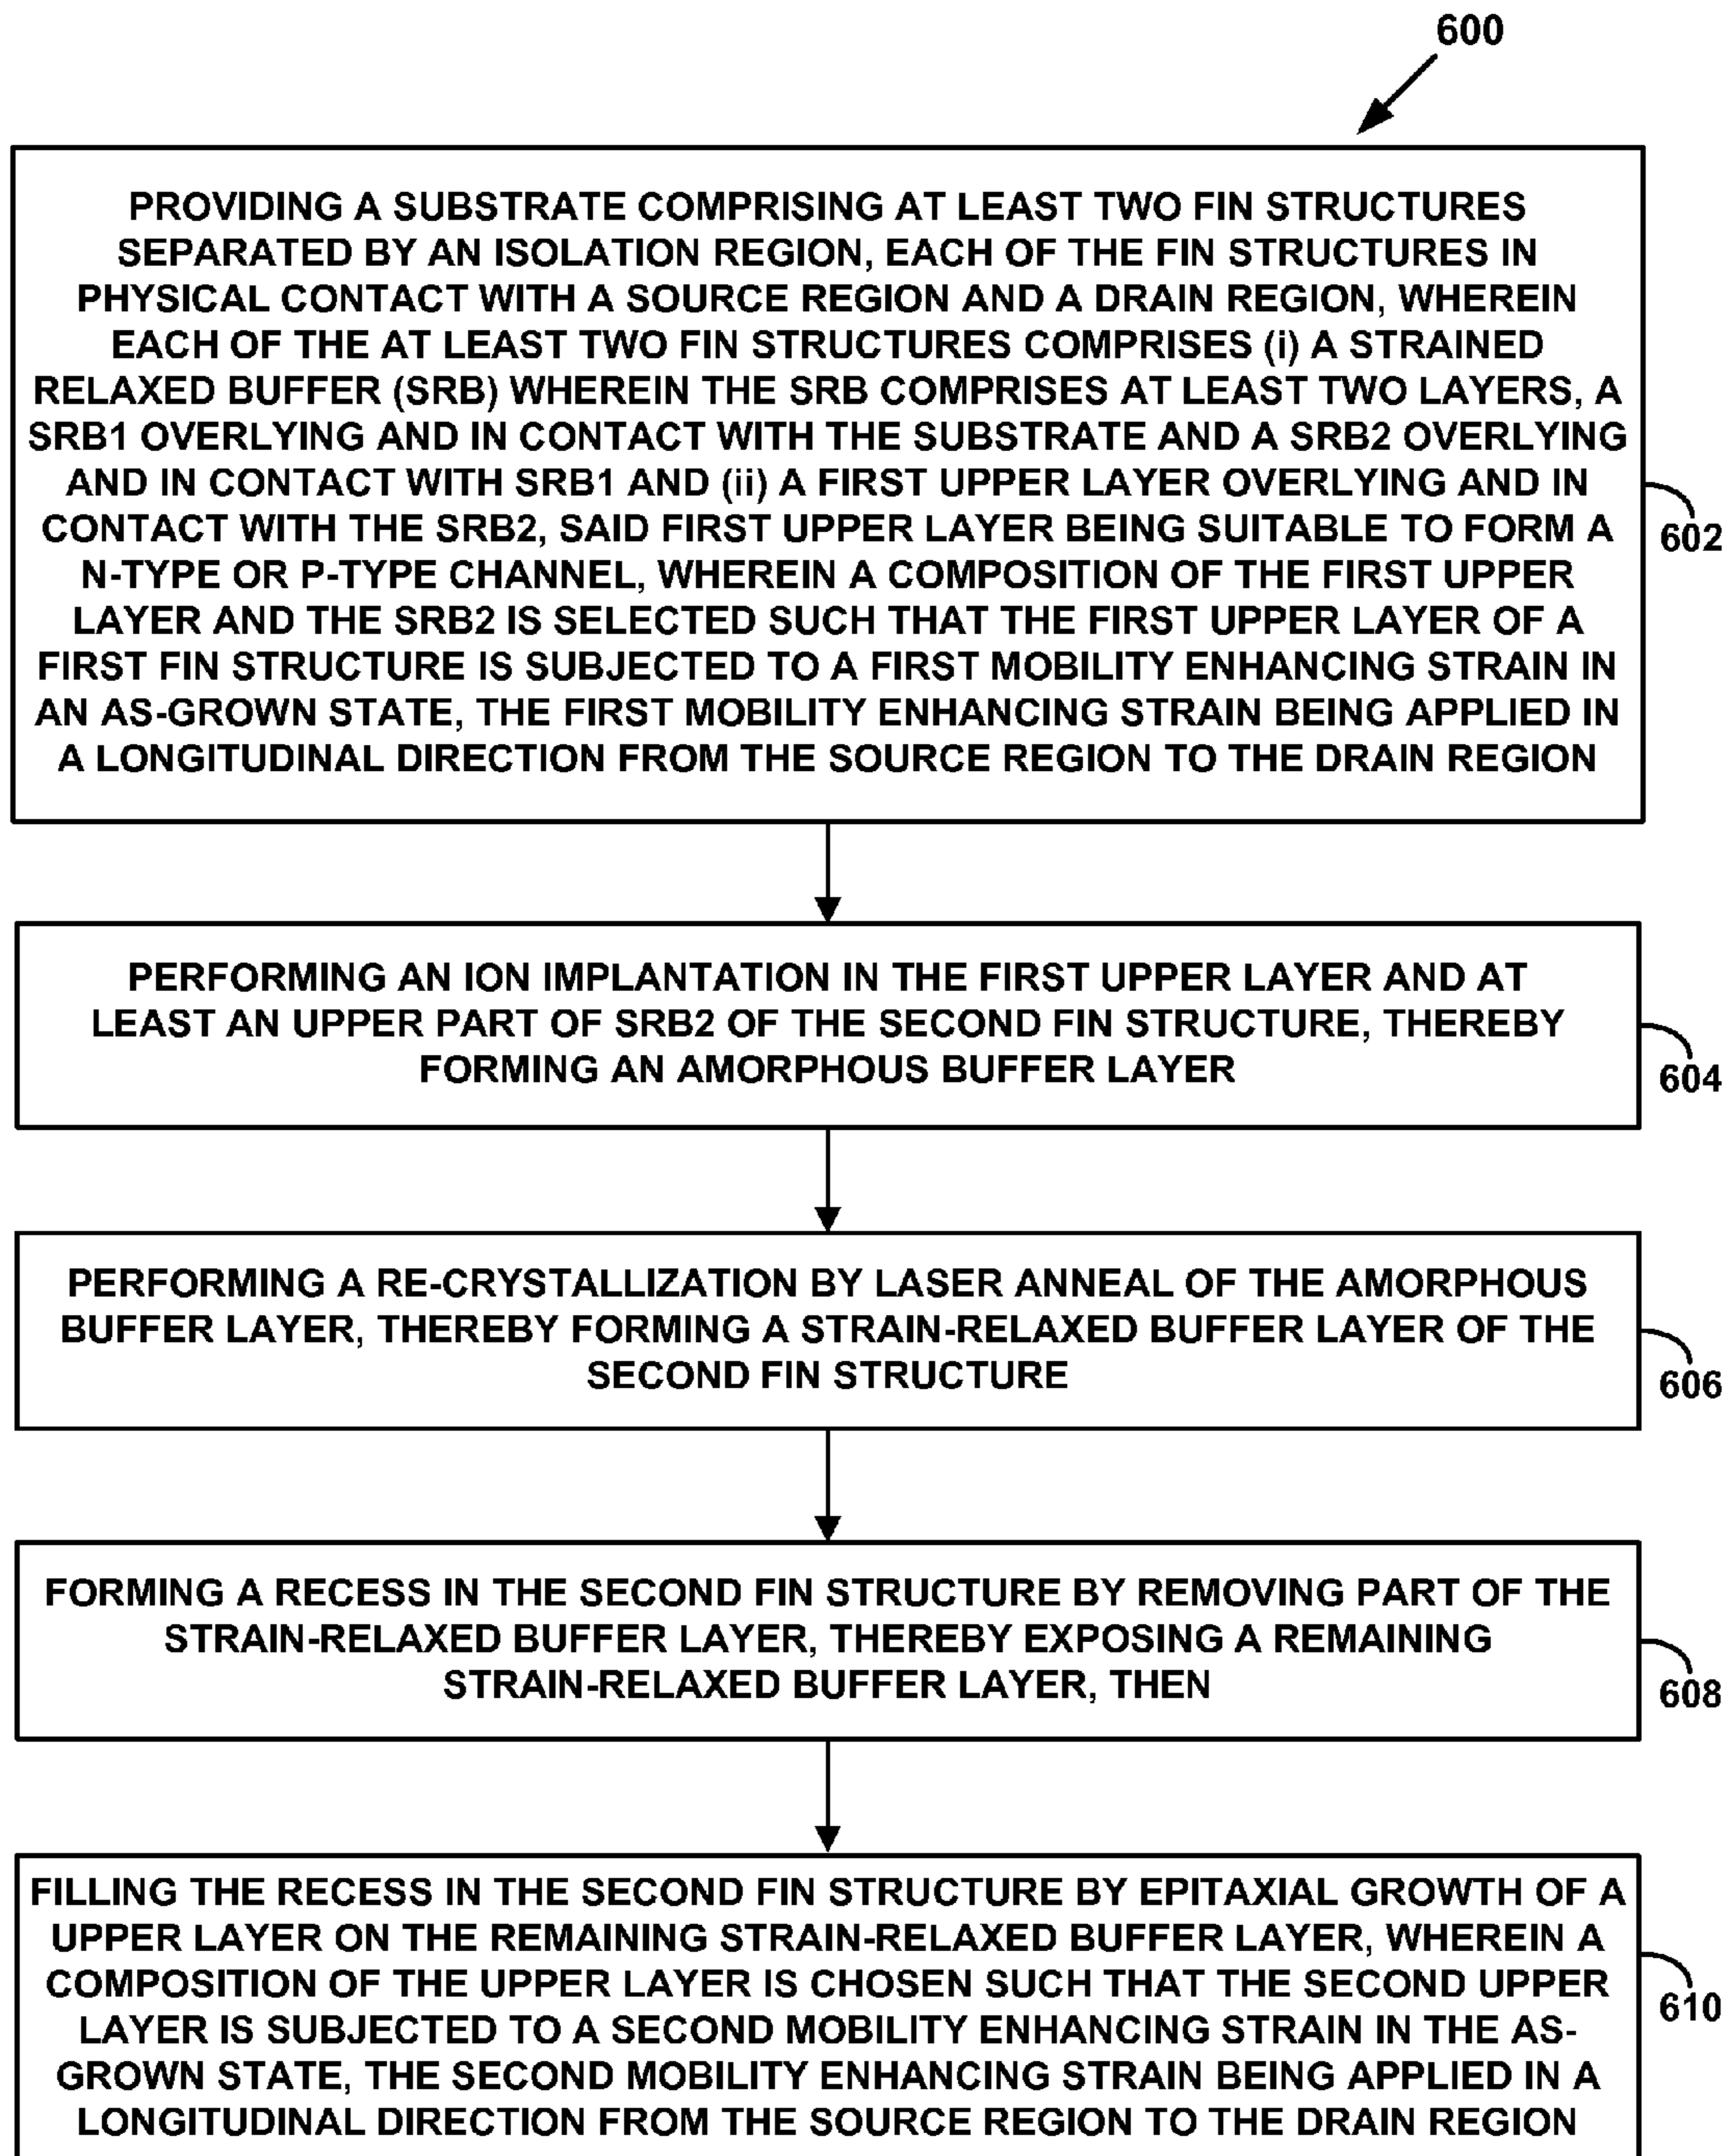 600
PROVIDING A SUBSTRATE COMPRISING AT LEAST TWO FIN STRUCTURES
SEPARATED BY AN ISOLATION REGION, EACH OF THE FIN STRUCTURES IN
PHYSICAL CONTACT WITH A SOURCE REGION AND A DRAIN REGION, WHEREIN
EACH OF THE AT LEAST TWO FIN STRUCTURES COMPRISES (i) A STRAINED
RELAXED BUFFER (SRB) WHEREIN THE SRB COMPRISES AT LEAST TWO LAYERS, A
SRB1 OVERLYING AND IN CONTACT WITH THE SUBSTRATE AND A SRB2 OVERLYING
AND IN CONTACT WITH SRB1 AND (ii) A FIRST UPPER LAYER OVERLYING AND IN
CONTACT WITH THE SRB2, SAID FIRST UPPER LAYER BEING SUITABLE TO FORM A
N-TYPE OR P-TYPE CHANNEL, WHEREIN A COMPOSITION OF THE FIRST UPPER
LAYER AND THE SRB2 IS SELECTED SUCH THAT THE FIRST UPPER LAYER OF A
FIRST FIN STRUCTURE IS SUBJECTED TO A FIRST MOBILITY ENHANCING STRAIN IN
AN AS-GROWN STATE, THE FIRST MOBILITY ENHANCING STRAIN BEING APPLIED IN
A LONGITUDINAL DIRECTION FROM THE SOURCE REGION TO THE DRAIN REGION
602
PERFORMING AN ION IMPLANTATION IN THE FIRST UPPER LAYER AND AT
LEAST AN UPPER PART OF SRB2 OF THE SECOND FIN STRUCTURE, THEREBY
FORMING AN AMORPHOUS BUFFER LAYER
604
PERFORMING A RE-CRYSTALLIZATION BY LASER ANNEAL OF THE AMORPHOUS
BUFFER LAYER, THEREBY FORMING A STRAIN-RELAXED BUFFER LAYER OF THE
SECOND FIN STRUCTURE
606
FORMING A RECESS IN THE SECOND FIN STRUCTURE BY REMOVING PART OF THE
STRAIN-RELAXED BUFFER LAYER, THEREBY EXPOSING A REMAINING
STRAIN-RELAXED BUFFER LAYER, THEN
608
FILLING THE RECESS IN THE SECOND FIN STRUCTURE BY EPITAXIAL GROWTH OF A
UPPER LAYER ON THE REMAINING STRAIN-RELAXED BUFFER LAYER, WHEREIN A
COMPOSITION OF THE UPPER LAYER IS CHOSEN SUCH THAT THE SECOND UPPER
LAYER IS SUBJECTED TO A SECOND MOBILITY ENHANCING STRAIN IN THE AS-
GROWN STATE, THE SECOND MOBILITY ENHANCING STRAIN BEING APPLIED IN A
LONGITUDINAL DIRECTION FROM THE SOURCE REGION TO THE DRAIN REGION
610